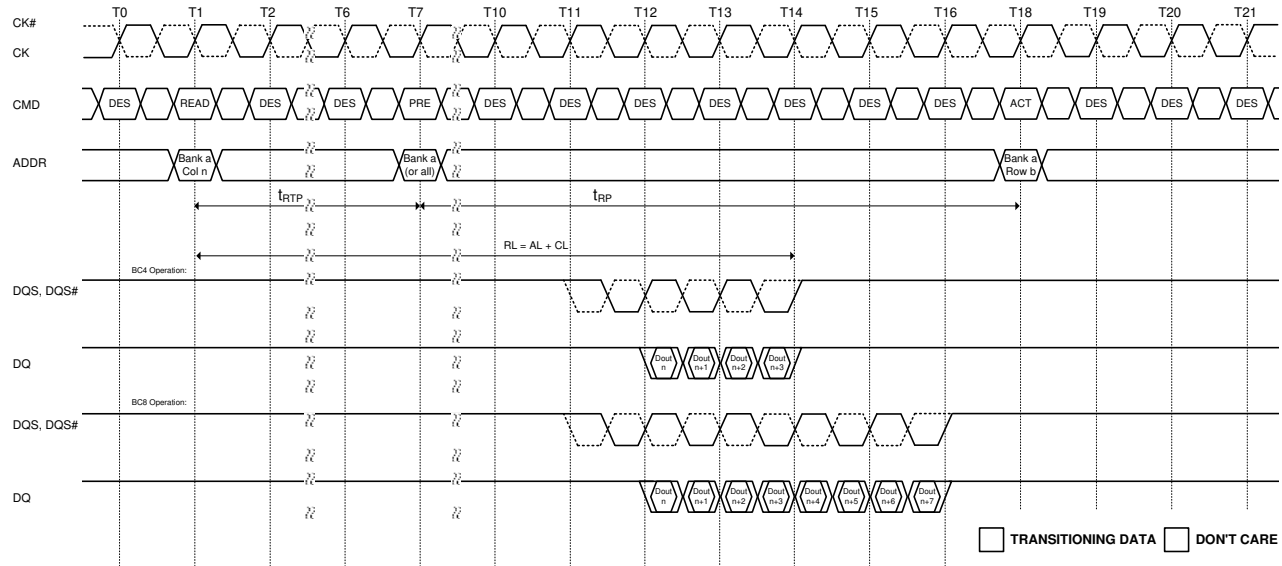 T0 T1 T2 T6 T7 T10 T11 T12 T13 T14 T15 T16 T18 T19 T20 T21
CK#
CK
CMD DES READ DES DES PRE DES DES DES DES DES DES DES ACT DES DES DES
ADDR
Bank a
Col n
Bank a
(or all)
Bank a
Row b
tRTP
tRP
RL = AL + CL
BC4 Operation:
DQS, DQS#
DQ
Dout
n
Dout
n+1
Dout
n+2
Dout
n+3
BC8 Operation:
DQS, DQS#
DQ
Dout
n
Dout
n+1
Dout
n+2
Dout
n+3
Dout
n+4
Dout
n+5
Dout
n+6
Dout
n+7
TRANSITIONING DATA
DON'T CARE